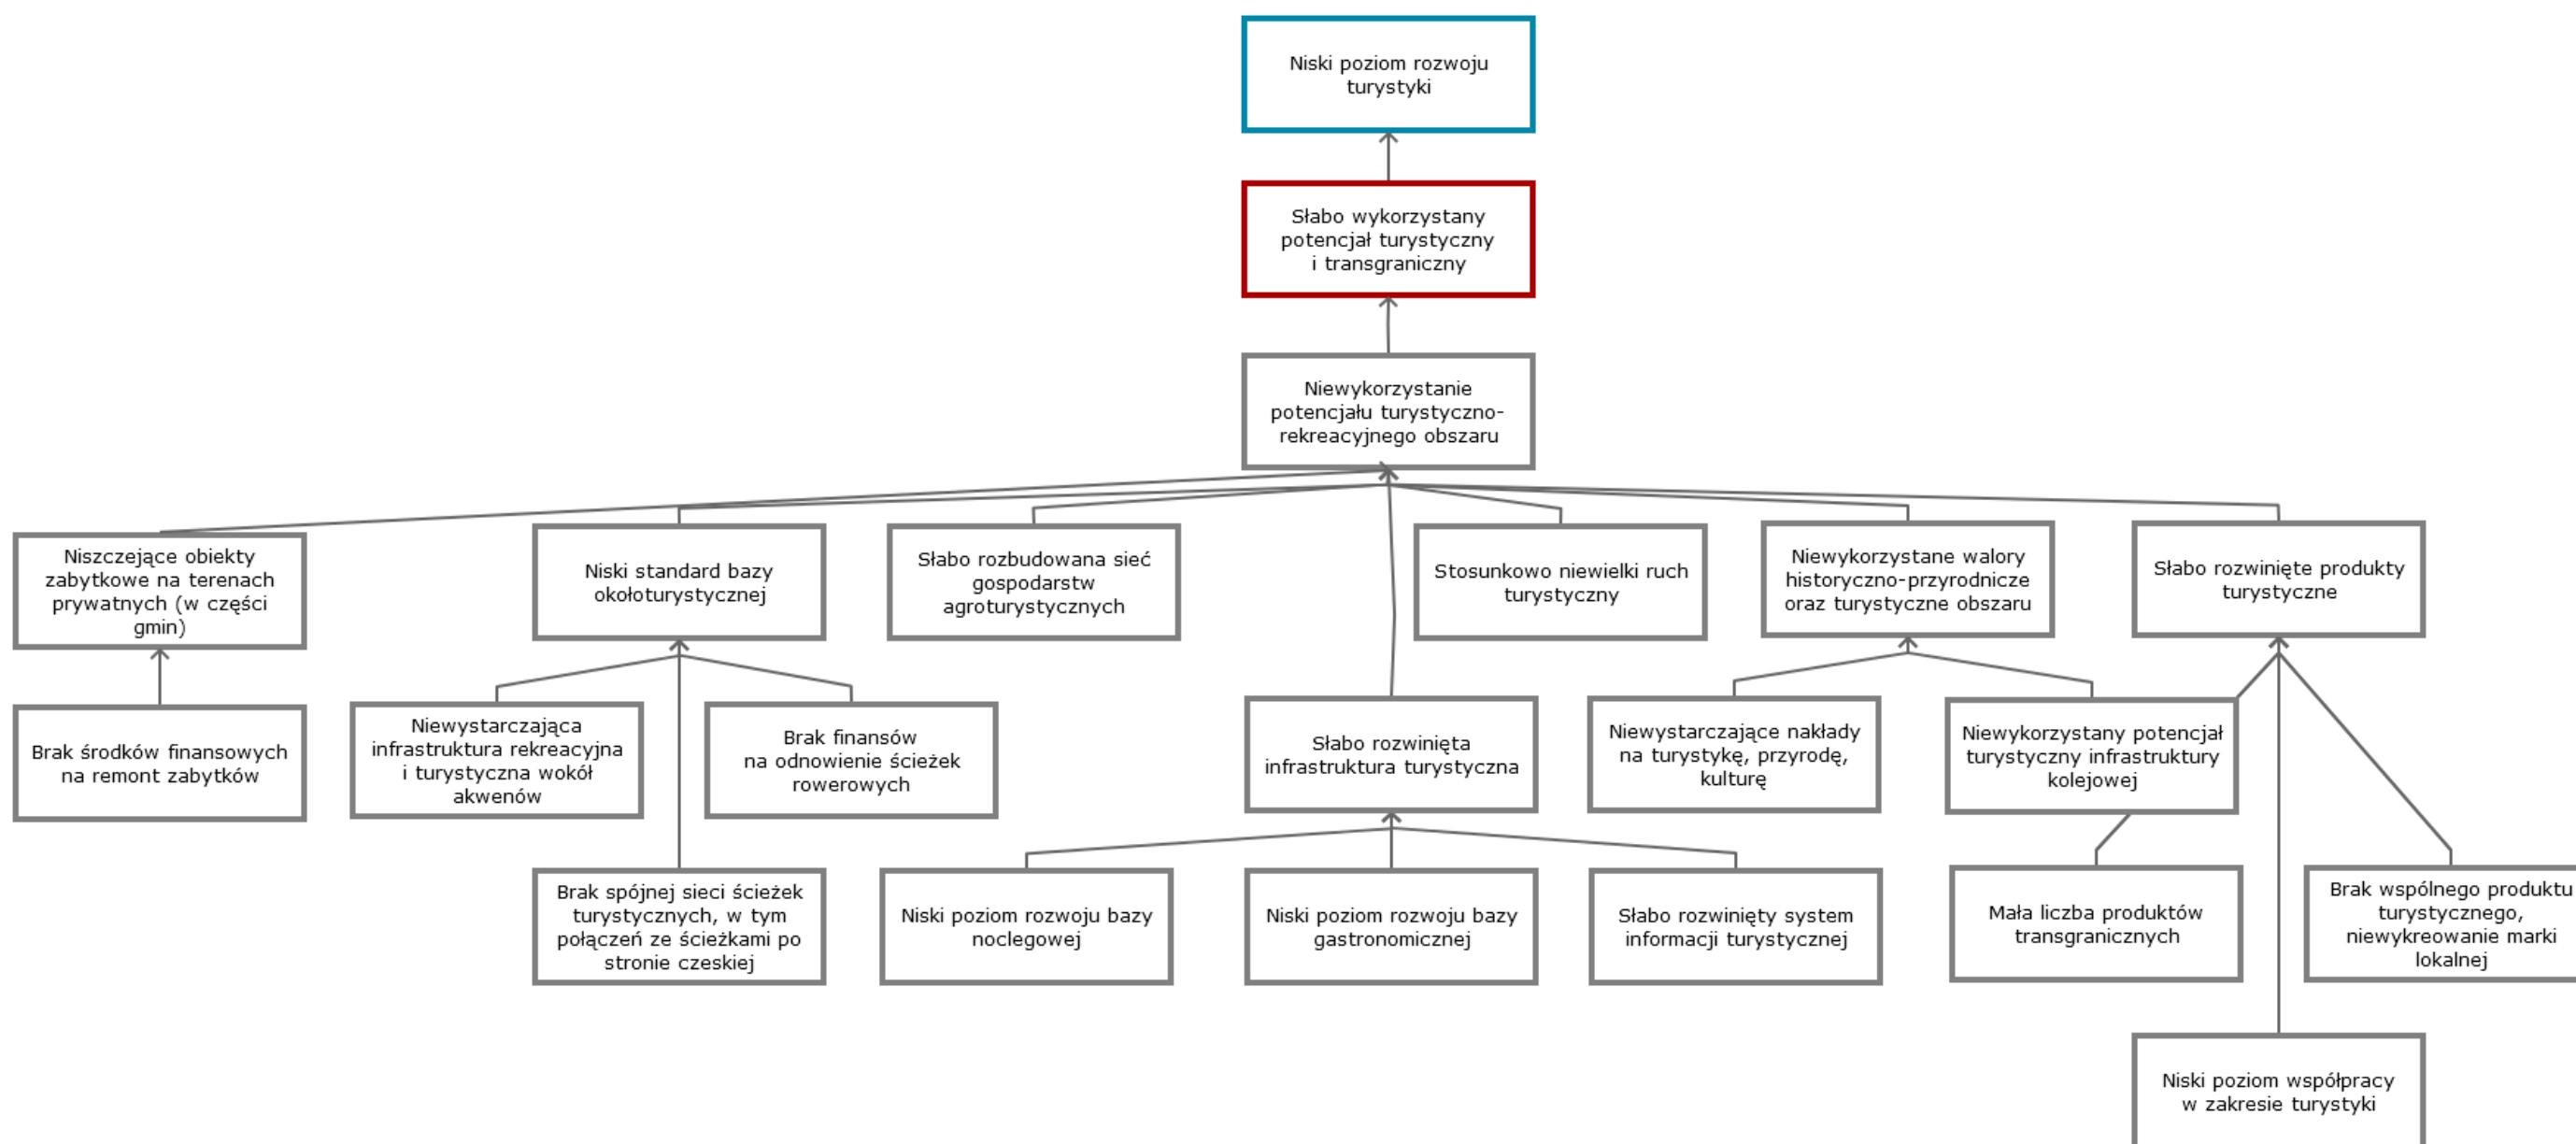 Niski poziom rozwoju
turystyki
Słabo wykorzystany
potencjał turystyczny
i transgraniczny
Niewykorzystanie
potencjału turystyczno-
rekreacyjnego obszaru
Niszczejące obiekty
zabytkowe na terenach
prywatnych (w części
gmin)
Niski standard bazy
okołoturystycznej
Słabo rozbudowana sieć
gospodarstw
agroturystycznych
Stosunkowo niewielki ruch
turystyczny
Niewykorzystane walory
historyczno-przyrodnicze
oraz turystyczne obszaru
Słabo rozwinięte produkty
turystyczne
Brak środków finansowych
na remont zabytków
Niewystarczająca
infrastruktura rekreacyjna
i turystyczna wokół
akwenów
Brak finansów
na odnowienie ścieżek
rowerowych
Słabo rozwinięta
infrastruktura turystyczna
Niewystarczające nakłady
na turystykę, przyrodę,
kulturę
Niewykorzystany potencjał
turystyczny infrastruktury
kolejowej
Brak spójnej sieci ścieżek
turystycznych, w tym
połączeń ze ścieżkami po
stronie czeskiej
Niski poziom rozwoju bazy
noclegowej
Niski poziom rozwoju bazy
gastronomicznej
Słabo rozwinięty system
informacji turystycznej
Mała liczba produktów
transgranicznych
Brak wspólnego produktu
turystycznego,
niewykreowanie marki
lokalnej
Niski poziom współpracy
w zakresie turystyki